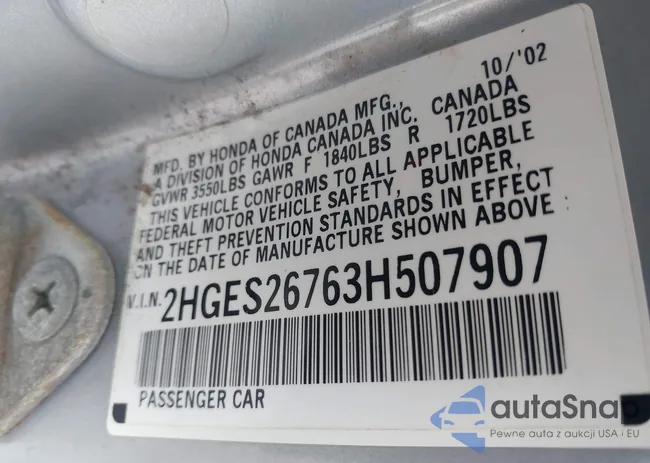 10/'02
MFD. BY HONDA OF CANADA MFG.,
A DIVISION OF HONDA CANADA INC. CANADA
GVWR 3550LBS GAWR F 1840LBS R 1720LBS
THIS VEHICLE CONFORMS TO ALL APPLICABLE
FEDERAL MOTOR VEHICLE SAFETY, BUMPER,
AND THEFT PREVENTION STANDARDS IN EFFECT
ON THE DATE OF MANUFACTURE SHOWN ABOVE
V.I.N. 2HGES26763H507907
PASSENGER CAR
autaSnap
Pewne auta z aukcji USA i EU